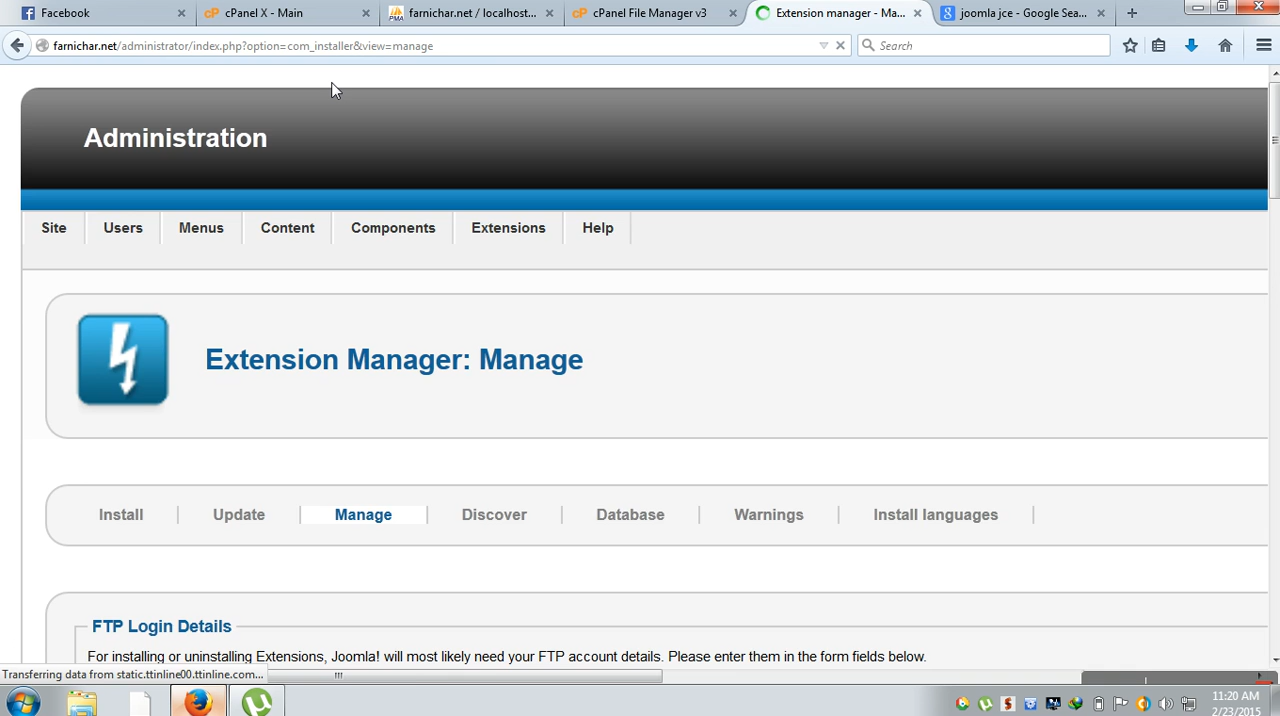 Facebook
cPanel X - Main
farnichar.net / localhost...
cPanel File Manager v3
Extension manager - Ma...
joomla jce - Google Sea...
farnichar.net/administrator/index.php?option=com_installer&view=manage
Search
Administration
Site
Users
Menus
Content
Components
Extensions
Help
Extension Manager: Manage
Install
Update
Manage
Discover
Database
Warnings
Install languages
FTP Login Details
For installing or uninstalling Extensions, Joomla! will most likely need your FTP account details. Please enter them in the form fields below.
Transferring data from static.ttinline00.ttinline.com...
11:20 AM
2/23/2015